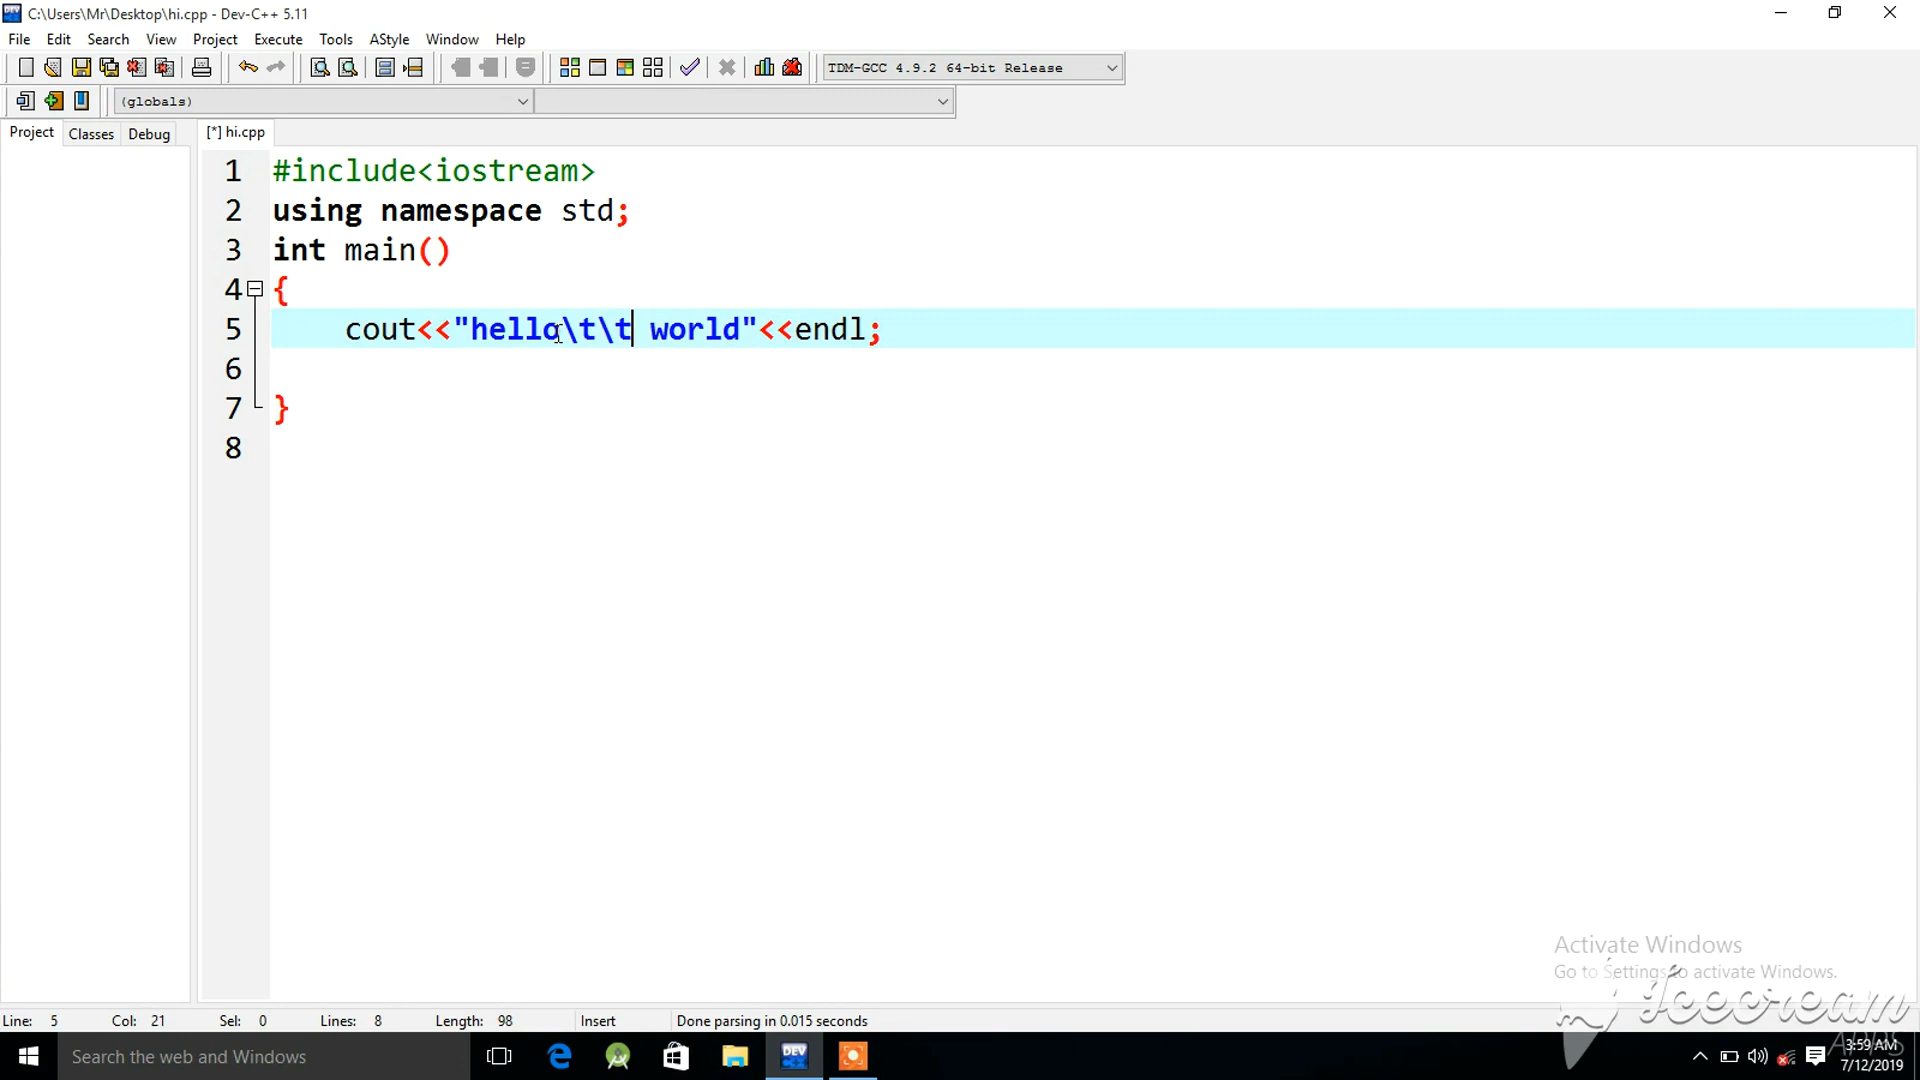 C:\Users\Mr\Desktop\hi.cpp - Dev-C++ 5.11
File Edit Search View Project Execute Tools AStyle Window Help
TDM-GCC 4.9.2 64-bit Release
(globals)
Project Classes Debug [*] hi.cpp
1 #include<iostream>
2 using namespace std;
3 int main()
4 {
5 cout<<"hello\t\t world"<<endl;
6
7 }
8
Activate Windows
Go to Settings to activate Windows.
Icecream
APPS
Line: 5 Col: 21 Sel: 0 Lines: 8 Length: 98 Insert Done parsing in 0.015 seconds
Search the web and Windows
DEV
3:59 AM
7/12/2019